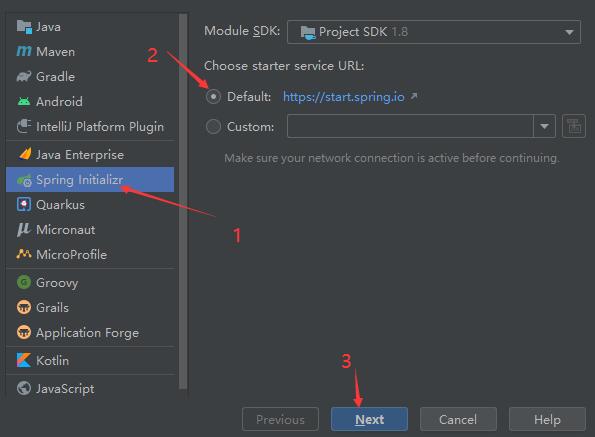 Java
Maven
Gradle
Android
IntelliJ Platform Plugin
Java Enterprise
Spring Initializr
Quarkus
Micronaut
MicroProfile
Groovy
Grails
Application Forge
Kotlin
JavaScript
1
Module SDK: Project SDK 1.8
Choose starter service URL:
2
Default: https://start.spring.io
Custom:
Make sure your network connection is active before continuing.
3
Previous Next Cancel Help